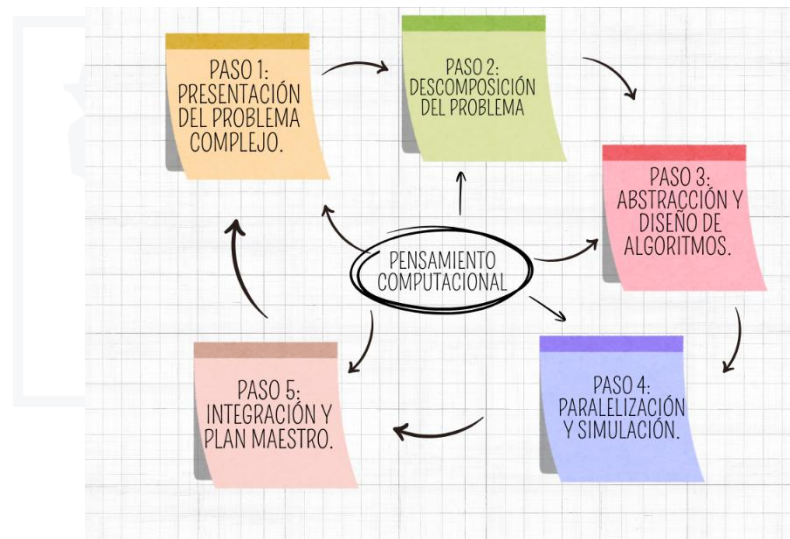 PASO 1:
PRESENTACIÓN
DEL PROBLEMA
COMPLEJO.
PASO 2:
DESCOMPOSICIÓN
DEL PROBLEMA
PASO 3:
ABSTRACCIÓN Y
DISEÑO DE
ALGORITMOS.
PENSAMIENTO
COMPUTACIONAL
PASO 4:
PARALELIZACIÓN
Y SIMULACIÓN.
PASO 5:
INTEGRACIÓN Y
PLAN MAESTRO.